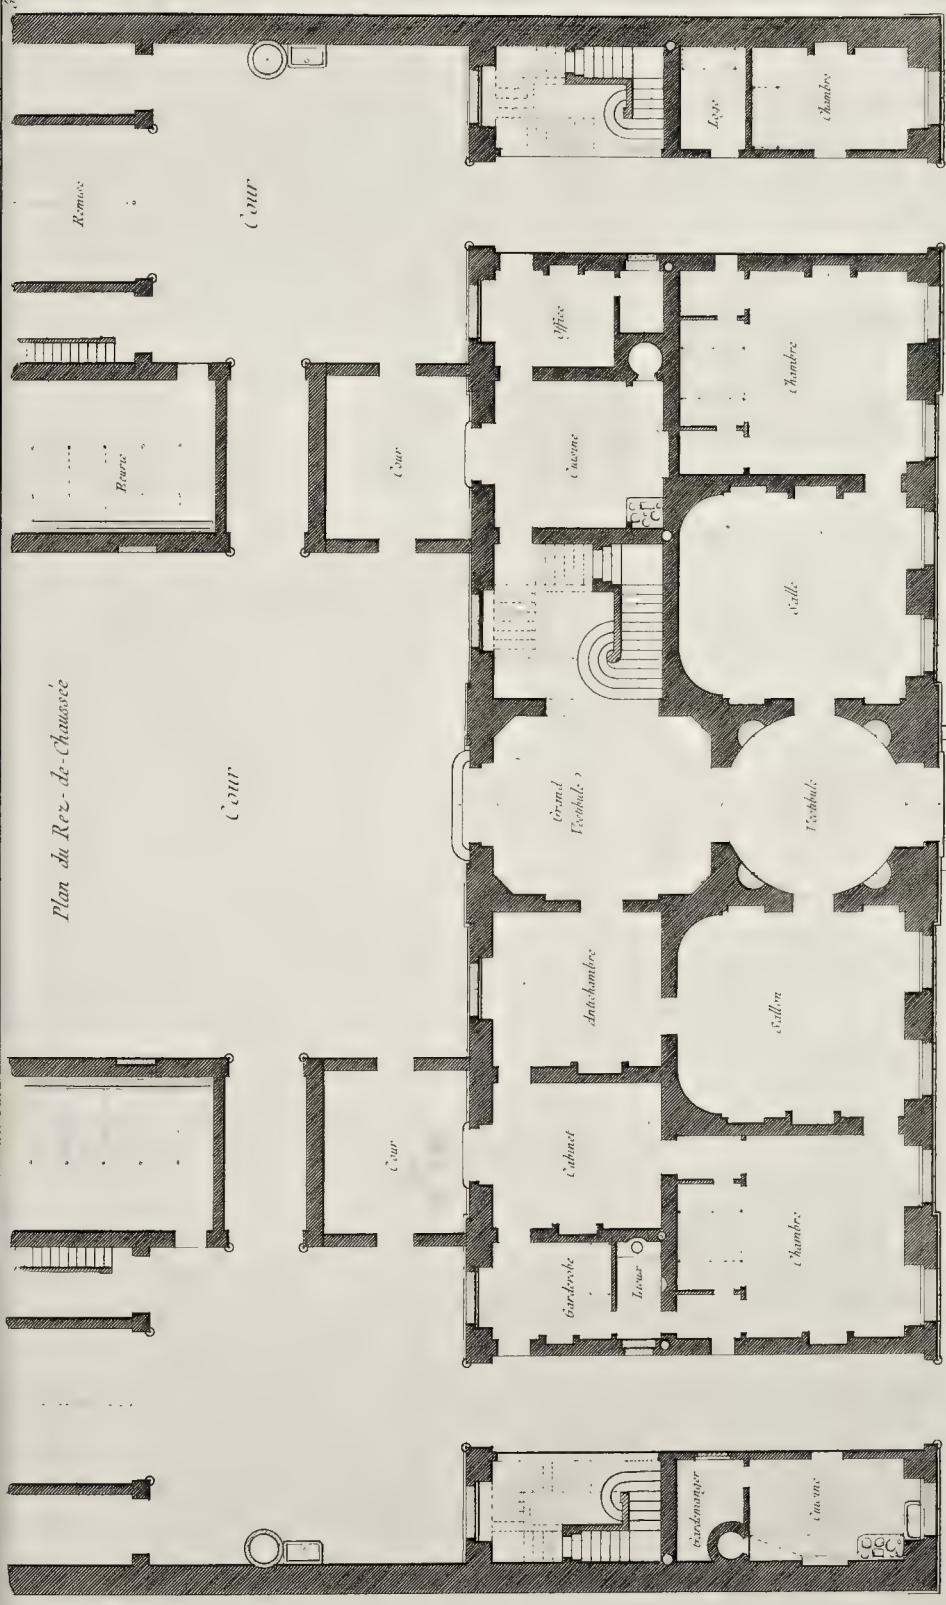 Plan du Rez-de-Chaussée
Remise
Cour
Ecurie
Cour
Cour
Cour
Loge
Chambre
Office
Cuisine
Chambre
Salle
Grand
Vestibule
Vestibule
Antichambre
Sallon
Cabinet
Garderobe
Lieux
Chambre
Gardemanger
Cuisine